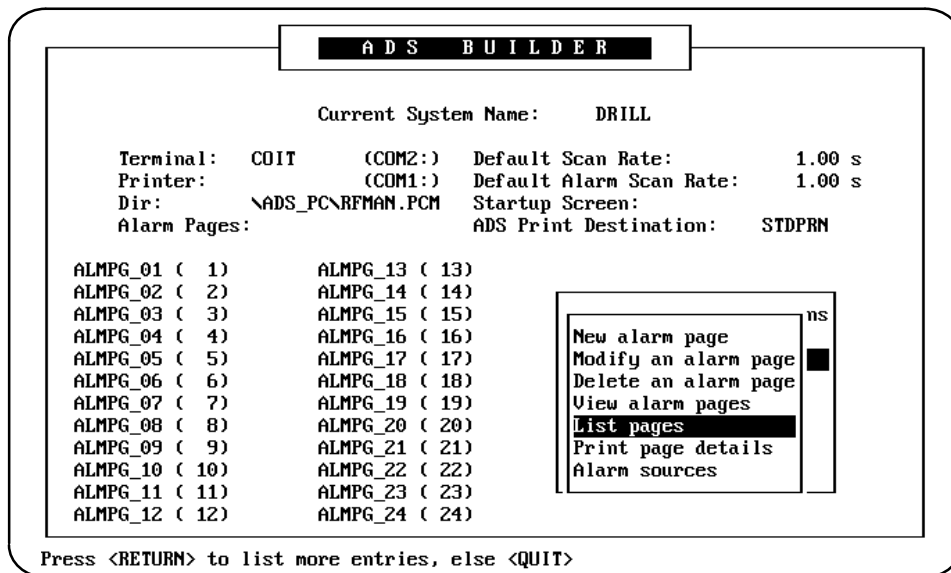 ADS BUILDER
Current System Name: DRILL
Terminal: COIT (COM2:) Default Scan Rate: 1.00 s
Printer: (COM1:) Default Alarm Scan Rate: 1.00 s
Dir: \ADS_PC\RFMAN.PCM Startup Screen:
Alarm Pages: ADS Print Destination: STDPRN
ALMPG_01 ( 1) ALMPG_13 ( 13)
ALMPG_02 ( 2) ALMPG_14 ( 14)
ALMPG_03 ( 3) ALMPG_15 ( 15) ns
ALMPG_04 ( 4) ALMPG_16 ( 16) New alarm page
ALMPG_05 ( 5) ALMPG_17 ( 17) Modify an alarm page
ALMPG_06 ( 6) ALMPG_18 ( 18) Delete an alarm page
ALMPG_07 ( 7) ALMPG_19 ( 19) View alarm pages
ALMPG_08 ( 8) ALMPG_20 ( 20) List pages
ALMPG_09 ( 9) ALMPG_21 ( 21) Print page details
ALMPG_10 ( 10) ALMPG_22 ( 22) Alarm sources
ALMPG_11 ( 11) ALMPG_23 ( 23)
ALMPG_12 ( 12) ALMPG_24 ( 24)
Press <RETURN> to list more entries, else <QUIT>